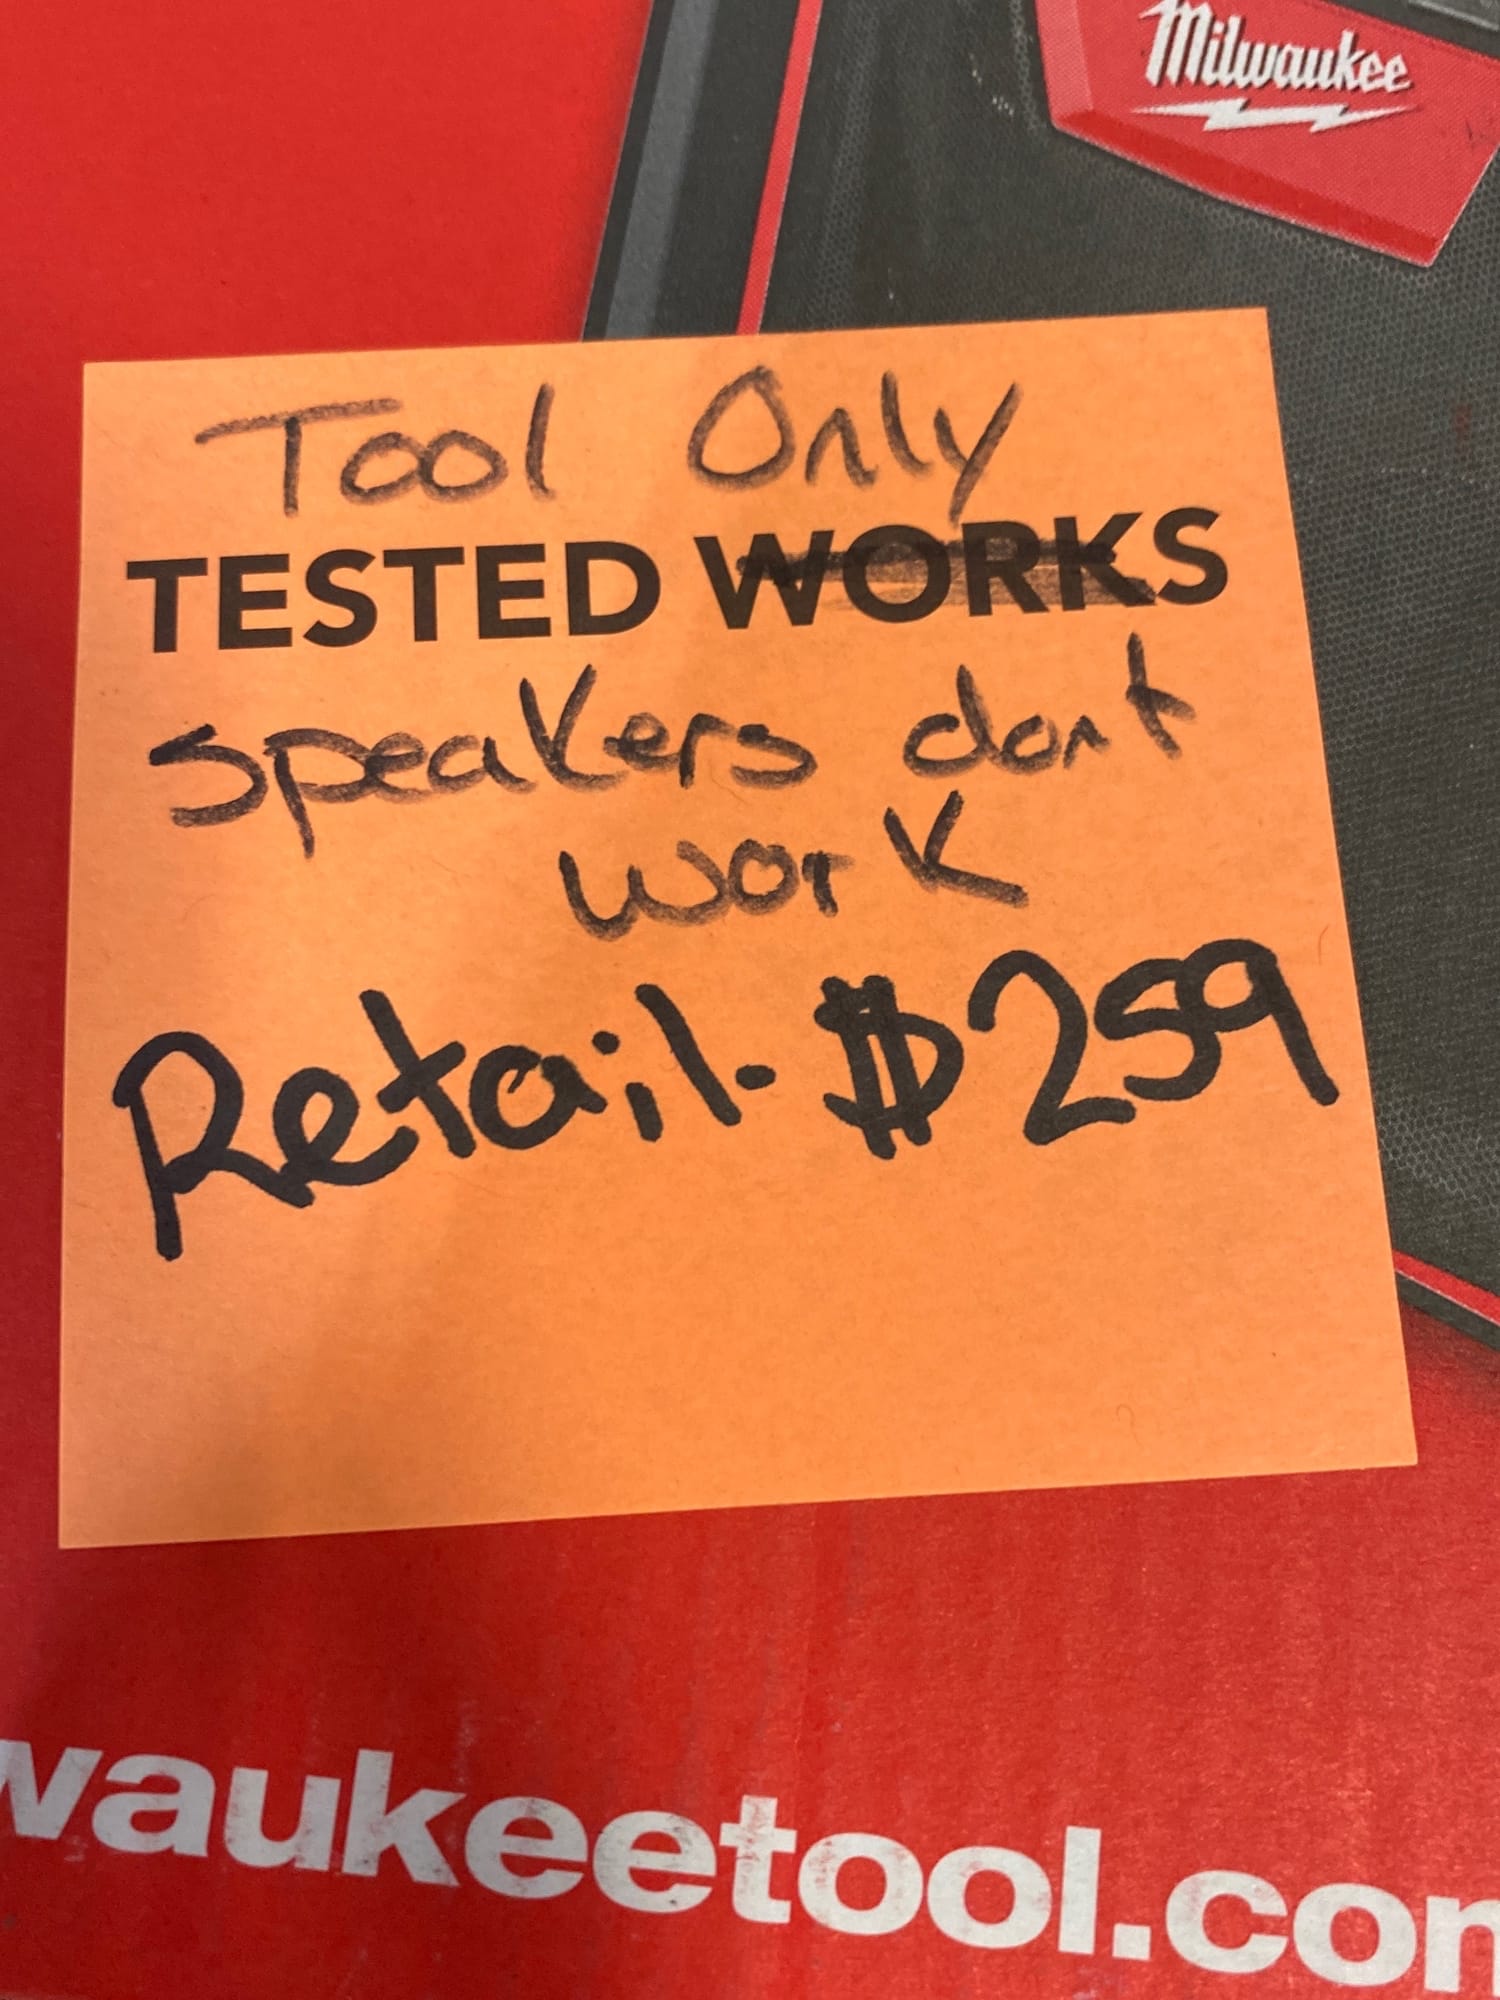 Milwaukee
Tool Only
TESTED WORKS
speakers dont
work
Retail. $259
waukeetool.com